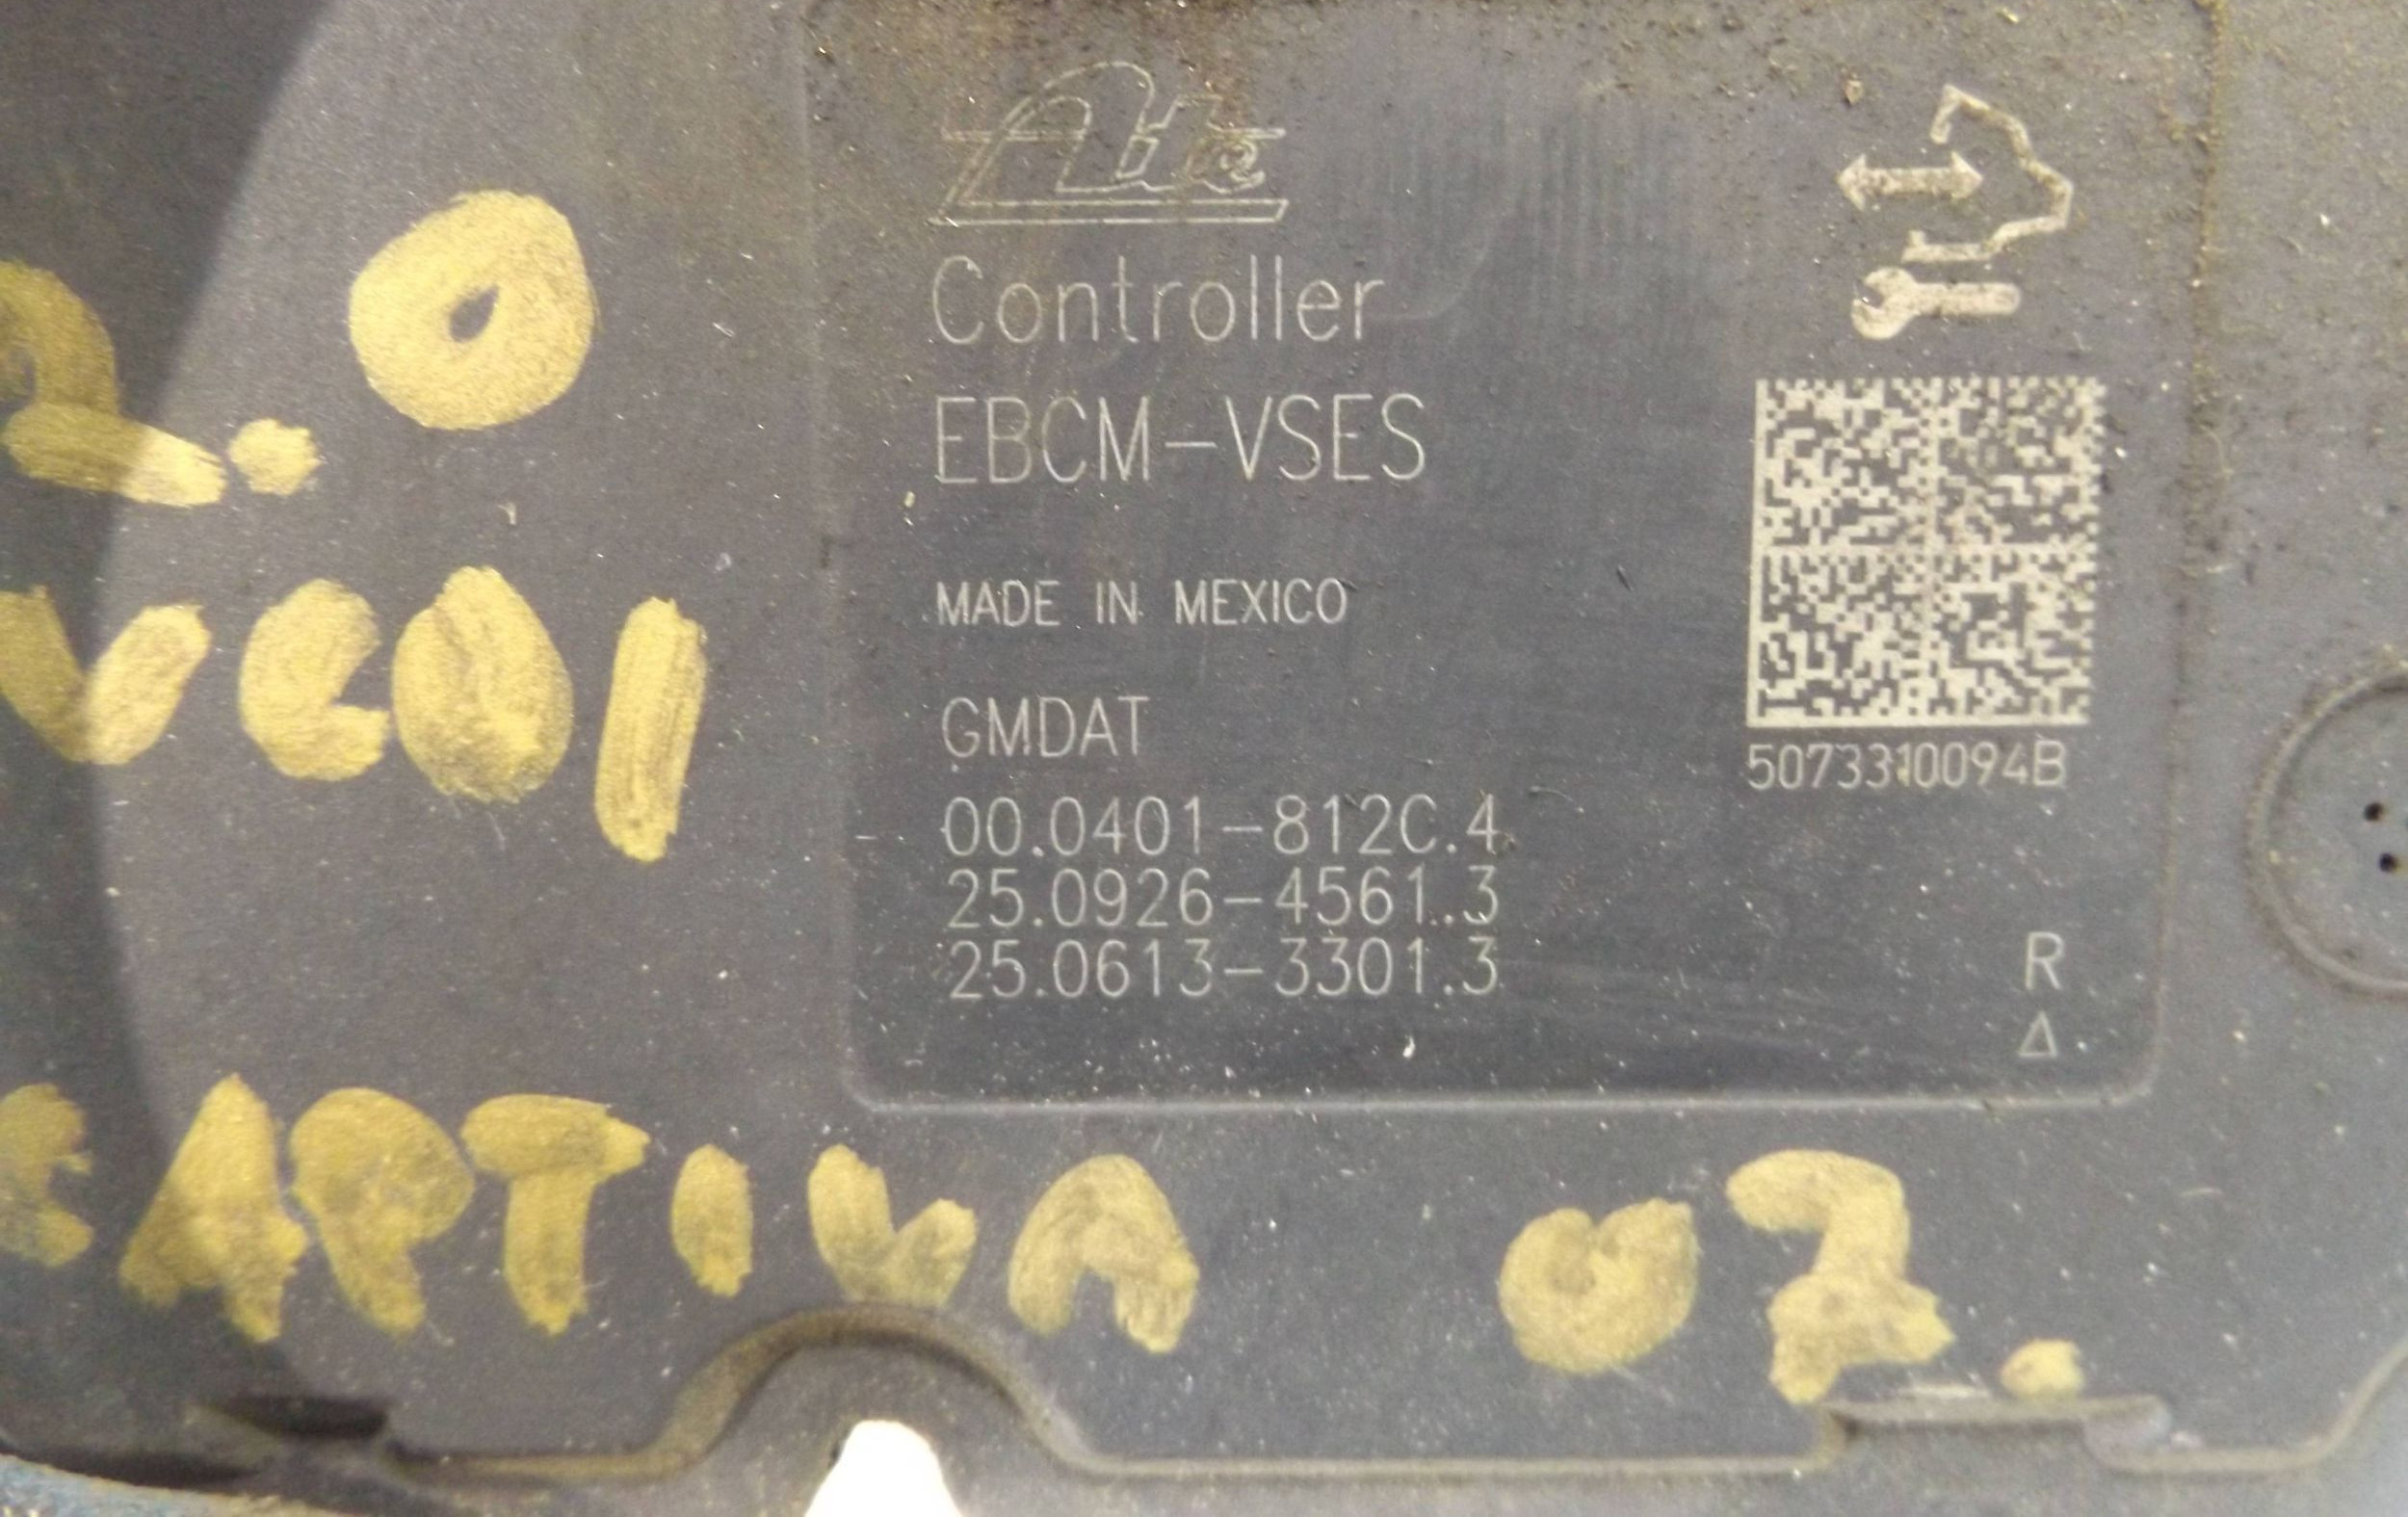 Ate
Controller
EBCM-VSES
MADE IN MEXICO
GMDAT
5073310094B
00.0401-812C.4
25.0926-4561.3
25.0613-3301.3
R
2.0
VCDI
CAPTIVA 07.